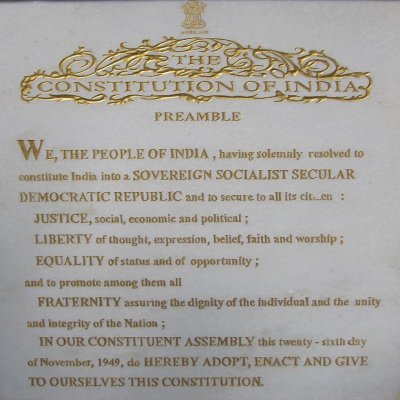 THE
CONSTITUTION OF INDIA
PREAMBLE
WE, THE PEOPLE OF INDIA , having solemnly resolved to
constitute India into a SOVEREIGN SOCIALIST SECULAR
DEMOCRATIC REPUBLIC and to secure to all its cit...en :
JUSTICE, social, economic and political ;
LIBERTY of thought, expression, belief, faith and worship ;
EQUALITY of status and of opportunity ;
and to promote among them all
FRATERNITY assuring the dignity of the individual and the unity
and integrity of the Nation ;
IN OUR CONSTITUENT ASSEMBLY this twenty - sixth day
of November, 1949, do HEREBY ADOPT, ENACT AND GIVE
TO OURSELVES THIS CONSTITUTION.